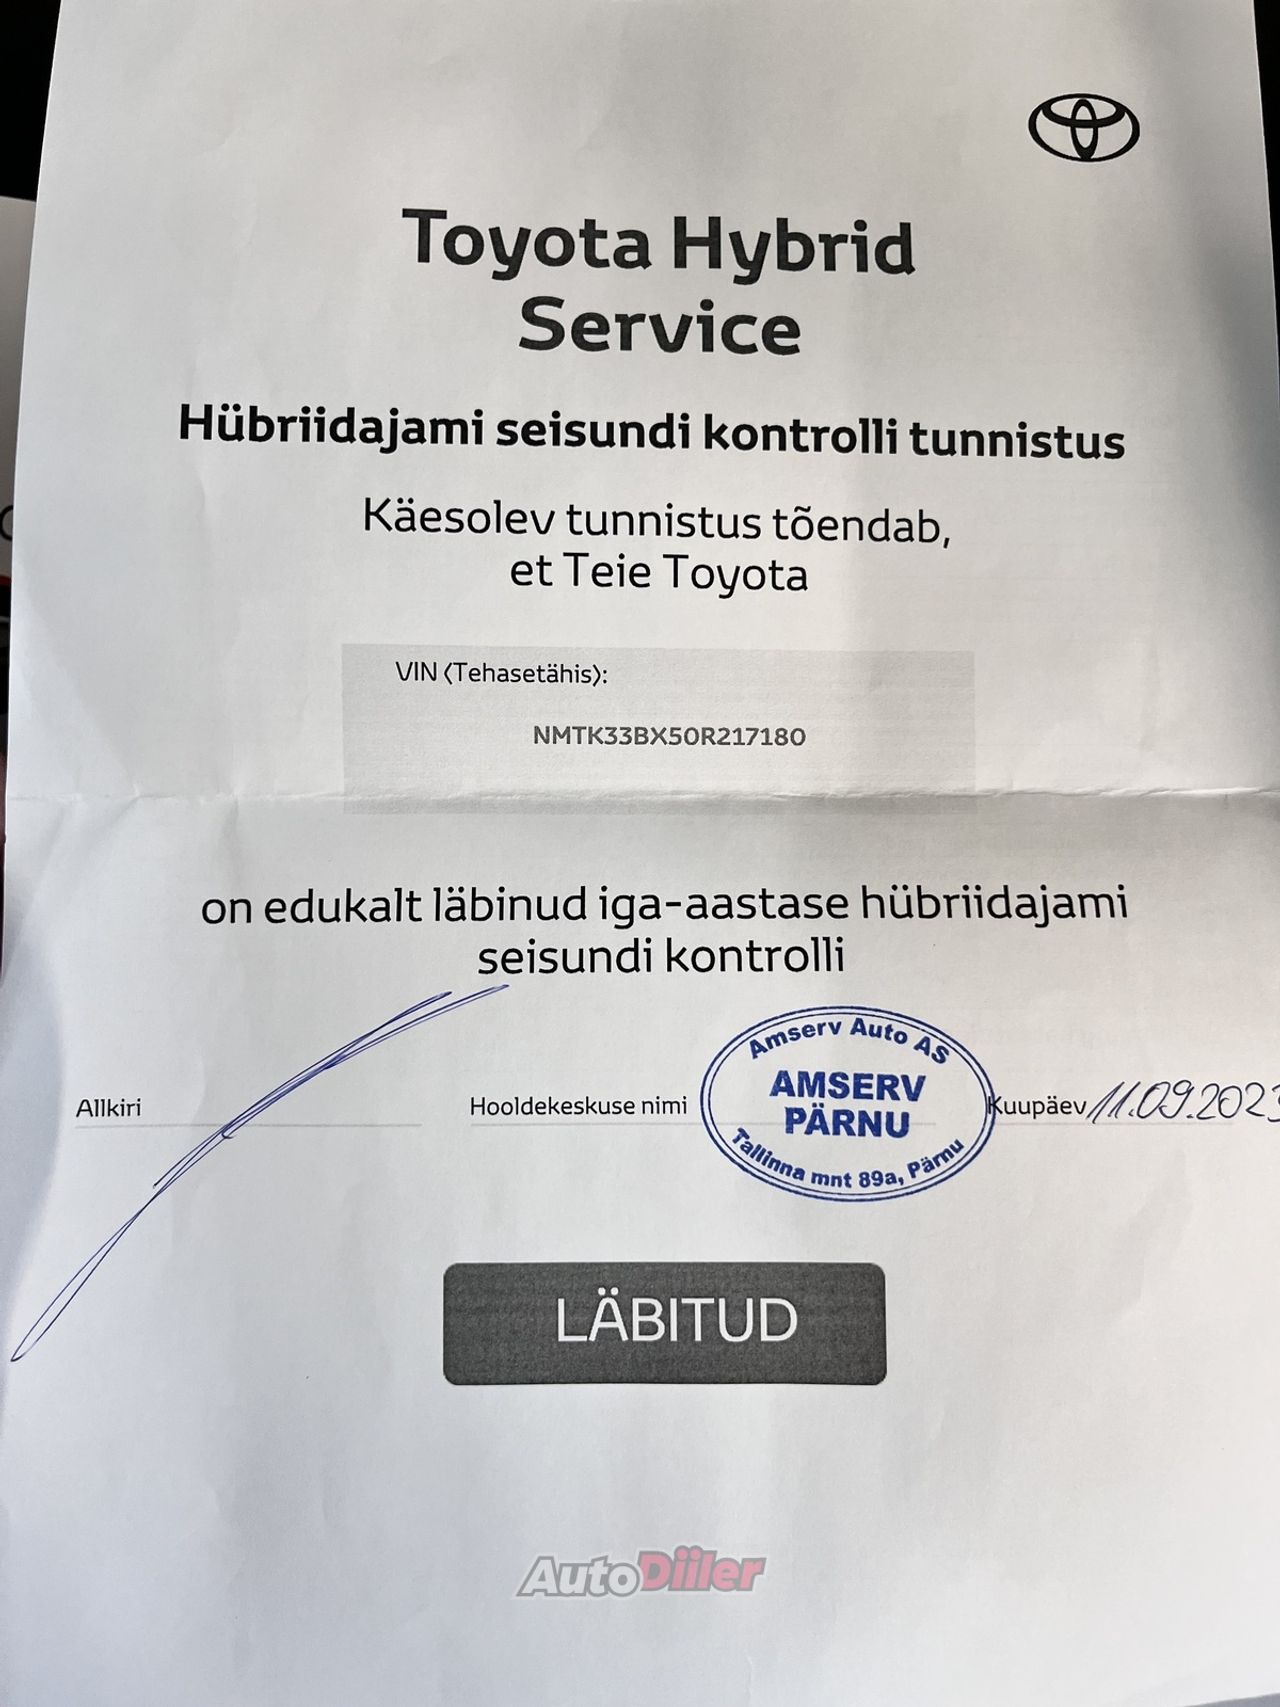 Toyota Hybrid
Service
Hübriidajami seisundi kontrolli tunnistus
Käesolev tunnistus tõendab,
et Teie Toyota
VIN (Tehasetähis):
NMTK33BX50R217180
on edukalt läbinud iga-aastase hübriidajami
seisundi kontrolli
Allkiri
Hooldekeskuse nimi
Amserv Auto AS
AMSERV
PÄRNU
Tallinna mnt 89a, Pärnu
Kuupäev 11.09.2023
LÄBITUD
AutoDiiler